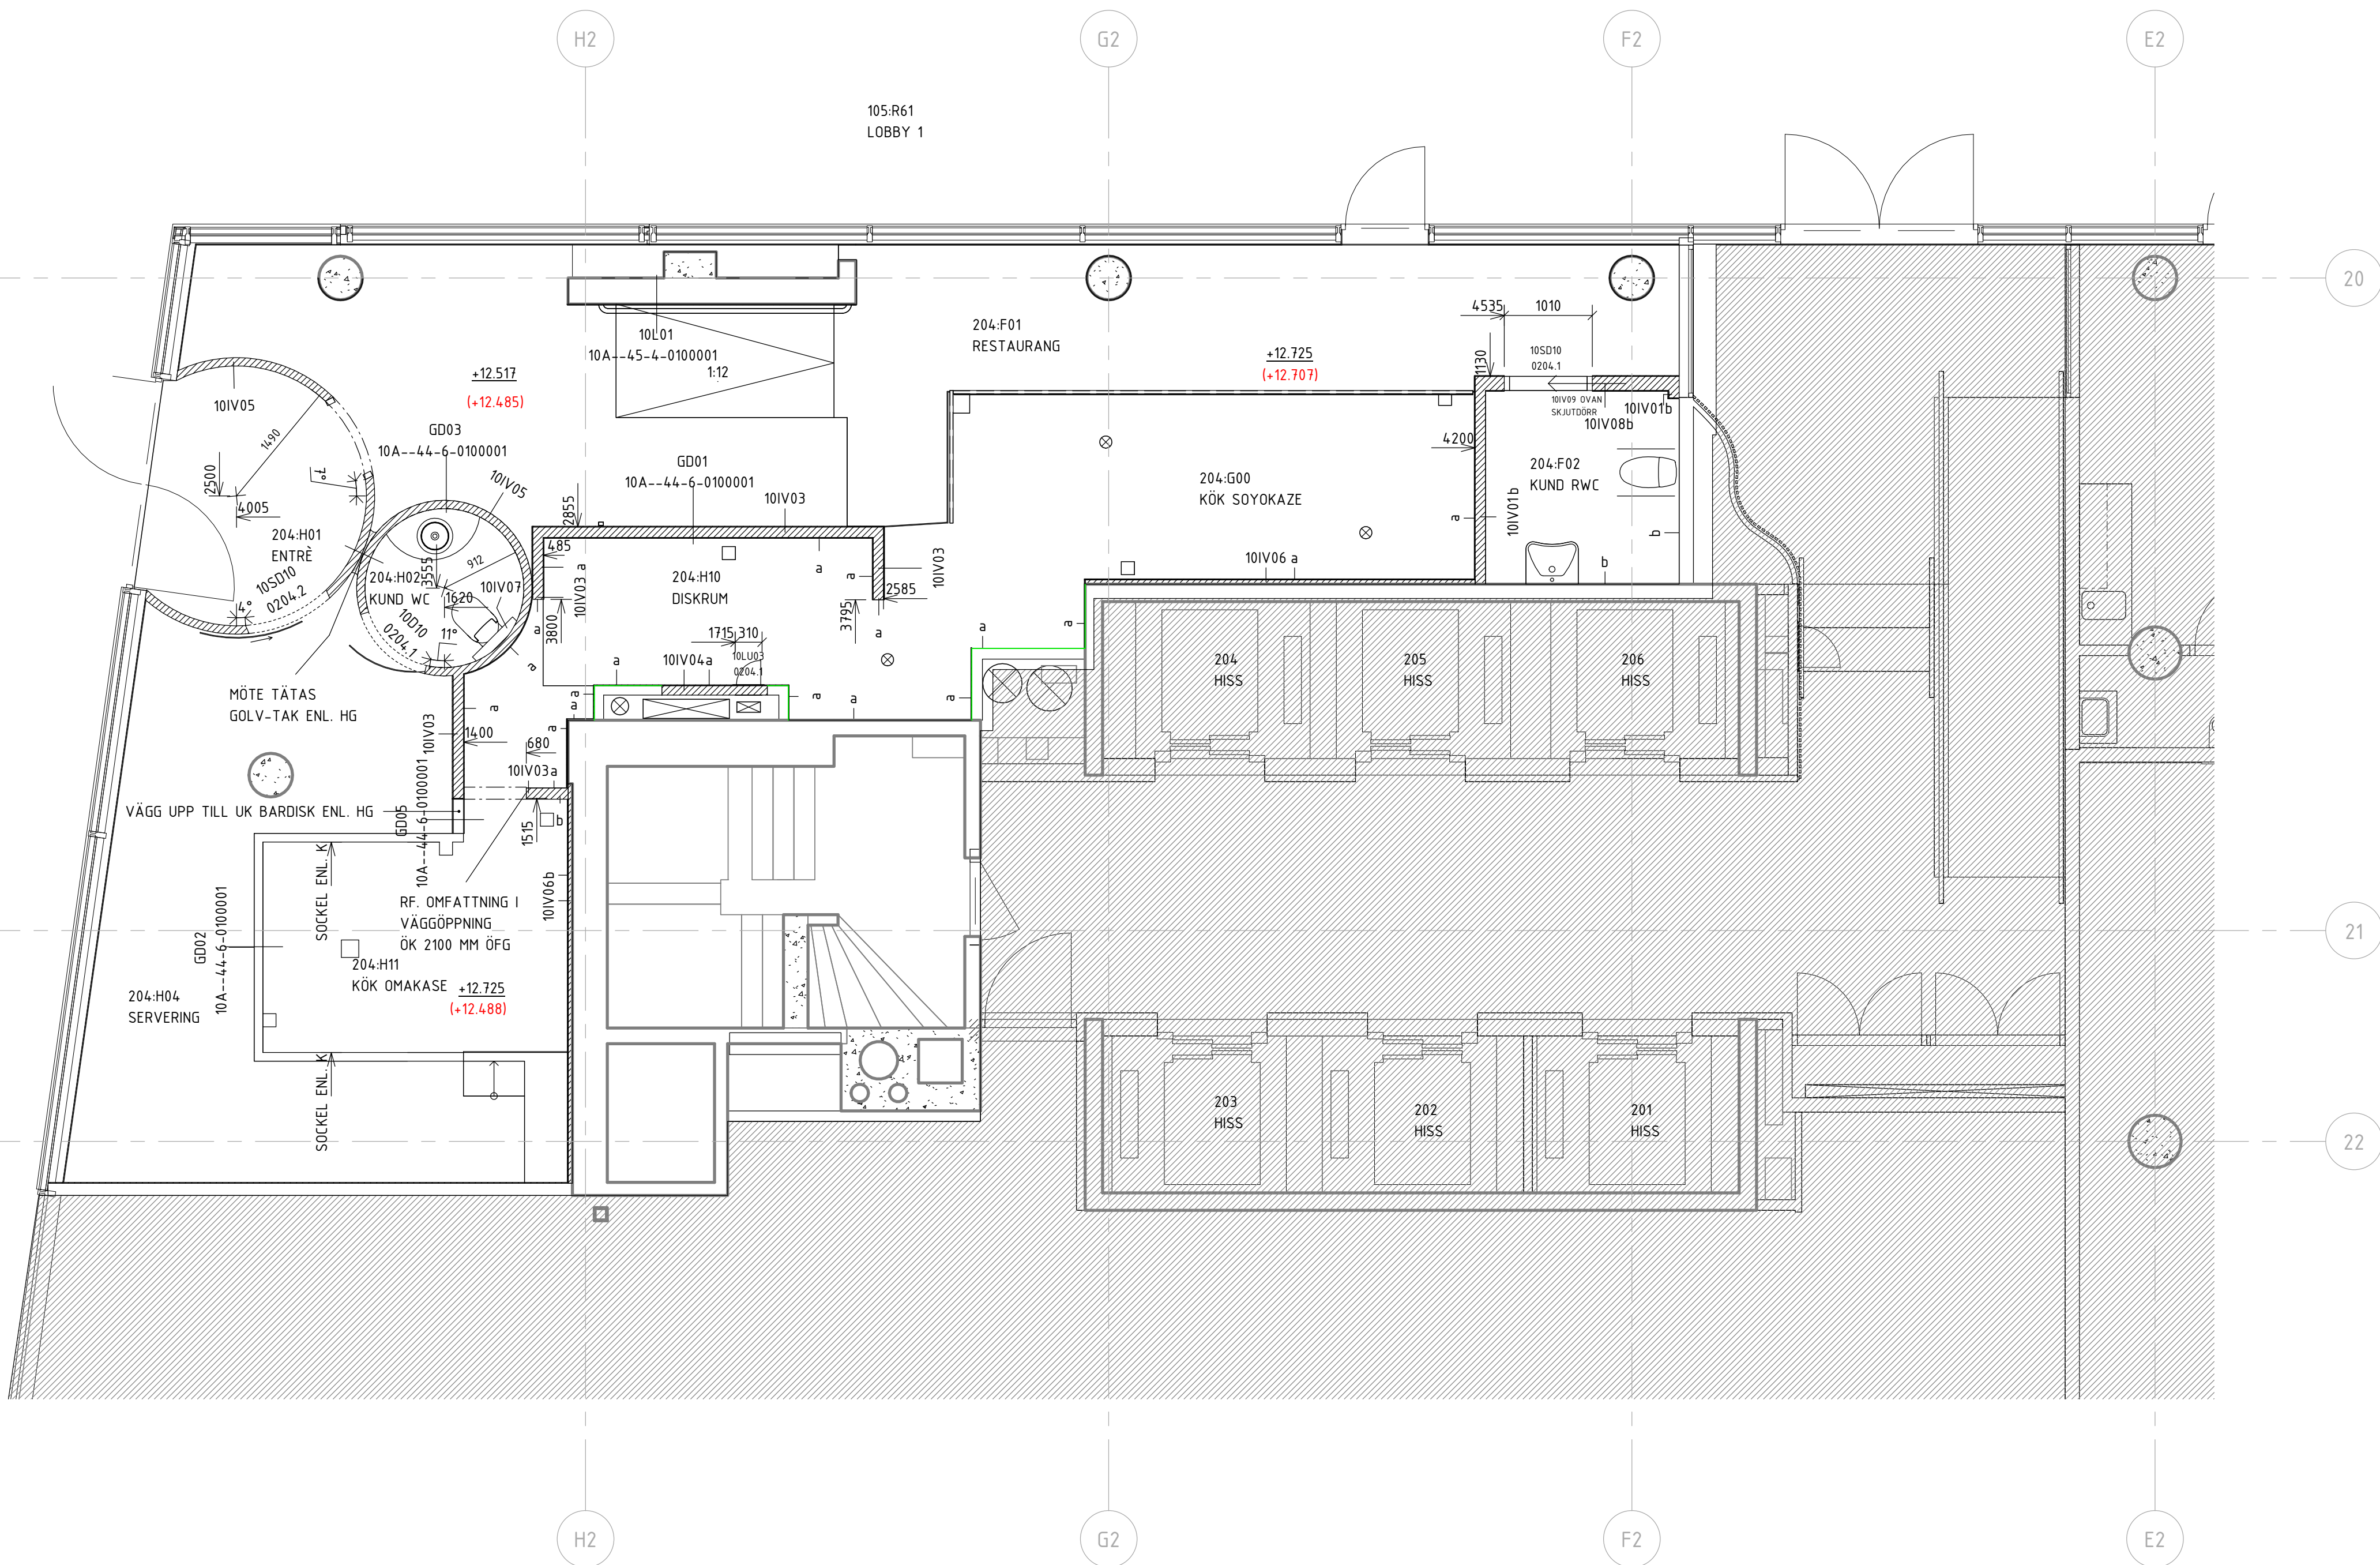 H2
G2
F2
E2
105:R61
LOBBY 1
20
10L01
10A--45-4-0100001
1:12
204:F01
RESTAURANG
+12.725
(+12.707)
4535
1010
1130
10SD10
0204.1
10IV09 OVAN
SKJUTDÖRR
10IV01b
10IV08b
+12.517
(+12.485)
10IV05
1490
2500
4005
7°
GD03
10A--44-6-0100001
10IV05
GD01
10A--44-6-0100001
10IV03
2855
4200
204:G00
KÖK SOYOKAZE
204:F02
KUND RWC
10IV01b
a
b
b
10IV06 a
204:H01
ENTRÈ
10SD10
0204.2
4°
204:H02
KUND WC
3555
912
1620
10IV07
10D10
0204.1
11°
485
10IV03 a
3800
a
a
204:H10
DISKRUM
a
a
10IV03
2585
3795
a
1715
310
10LU03
0204.1
a
10IV04a
a
a
a
a
a
a
a
a
MÖTE TÄTAS
GOLV-TAK ENL. HG
10IV03
a
1400
680
10IV03a
1515
b
VÄGG UPP TILL UK BARDISK ENL. HG
GD05
10A--44-6-0100001
204
HISS
205
HISS
206
HISS
SOCKEL ENL. K
RF. OMFATTNING I
VÄGGÖPPNING
ÖK 2100 MM ÖFG
10IV06b
GD02
10A--44-6-0100001
21
204:H11
KÖK OMAKASE
+12.725
(+12.488)
204:H04
SERVERING
SOCKEL ENL. K
203
HISS
202
HISS
201
HISS
22
H2
G2
F2
E2